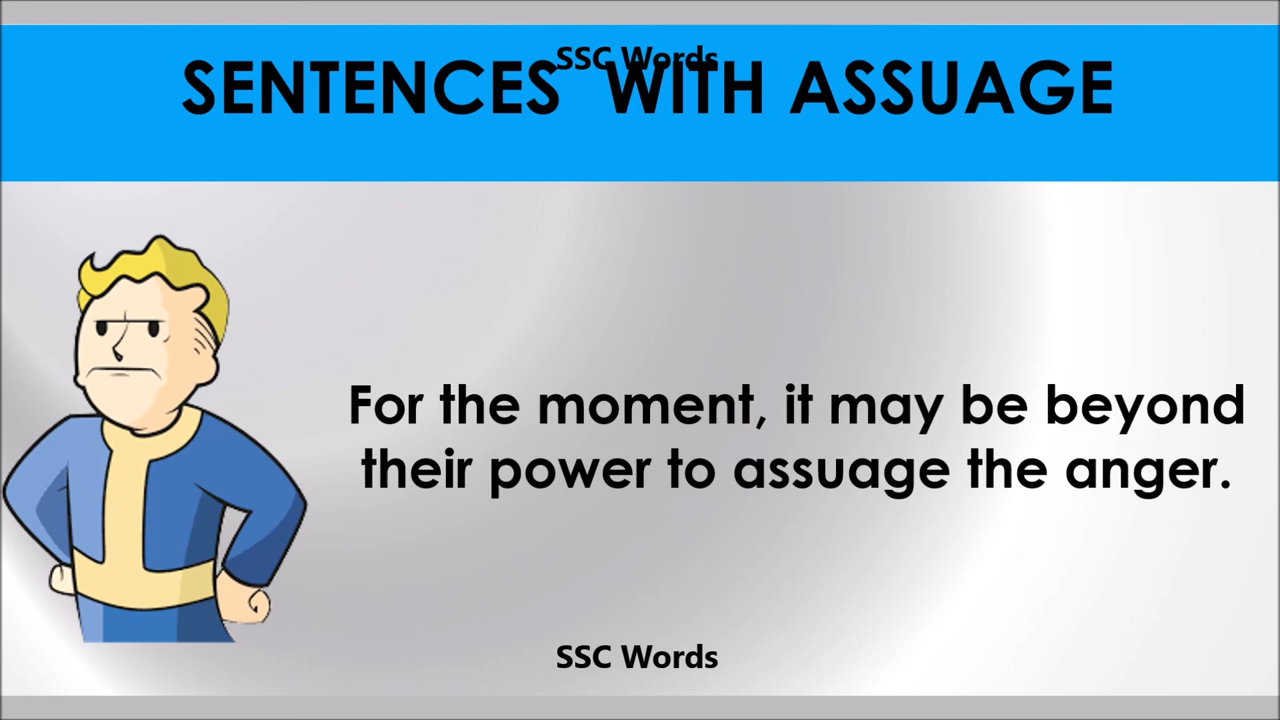 SSC Words
SENTENCES WITH ASSUAGE
For the moment, it may be beyond
their power to assuage the anger.
SSC Words